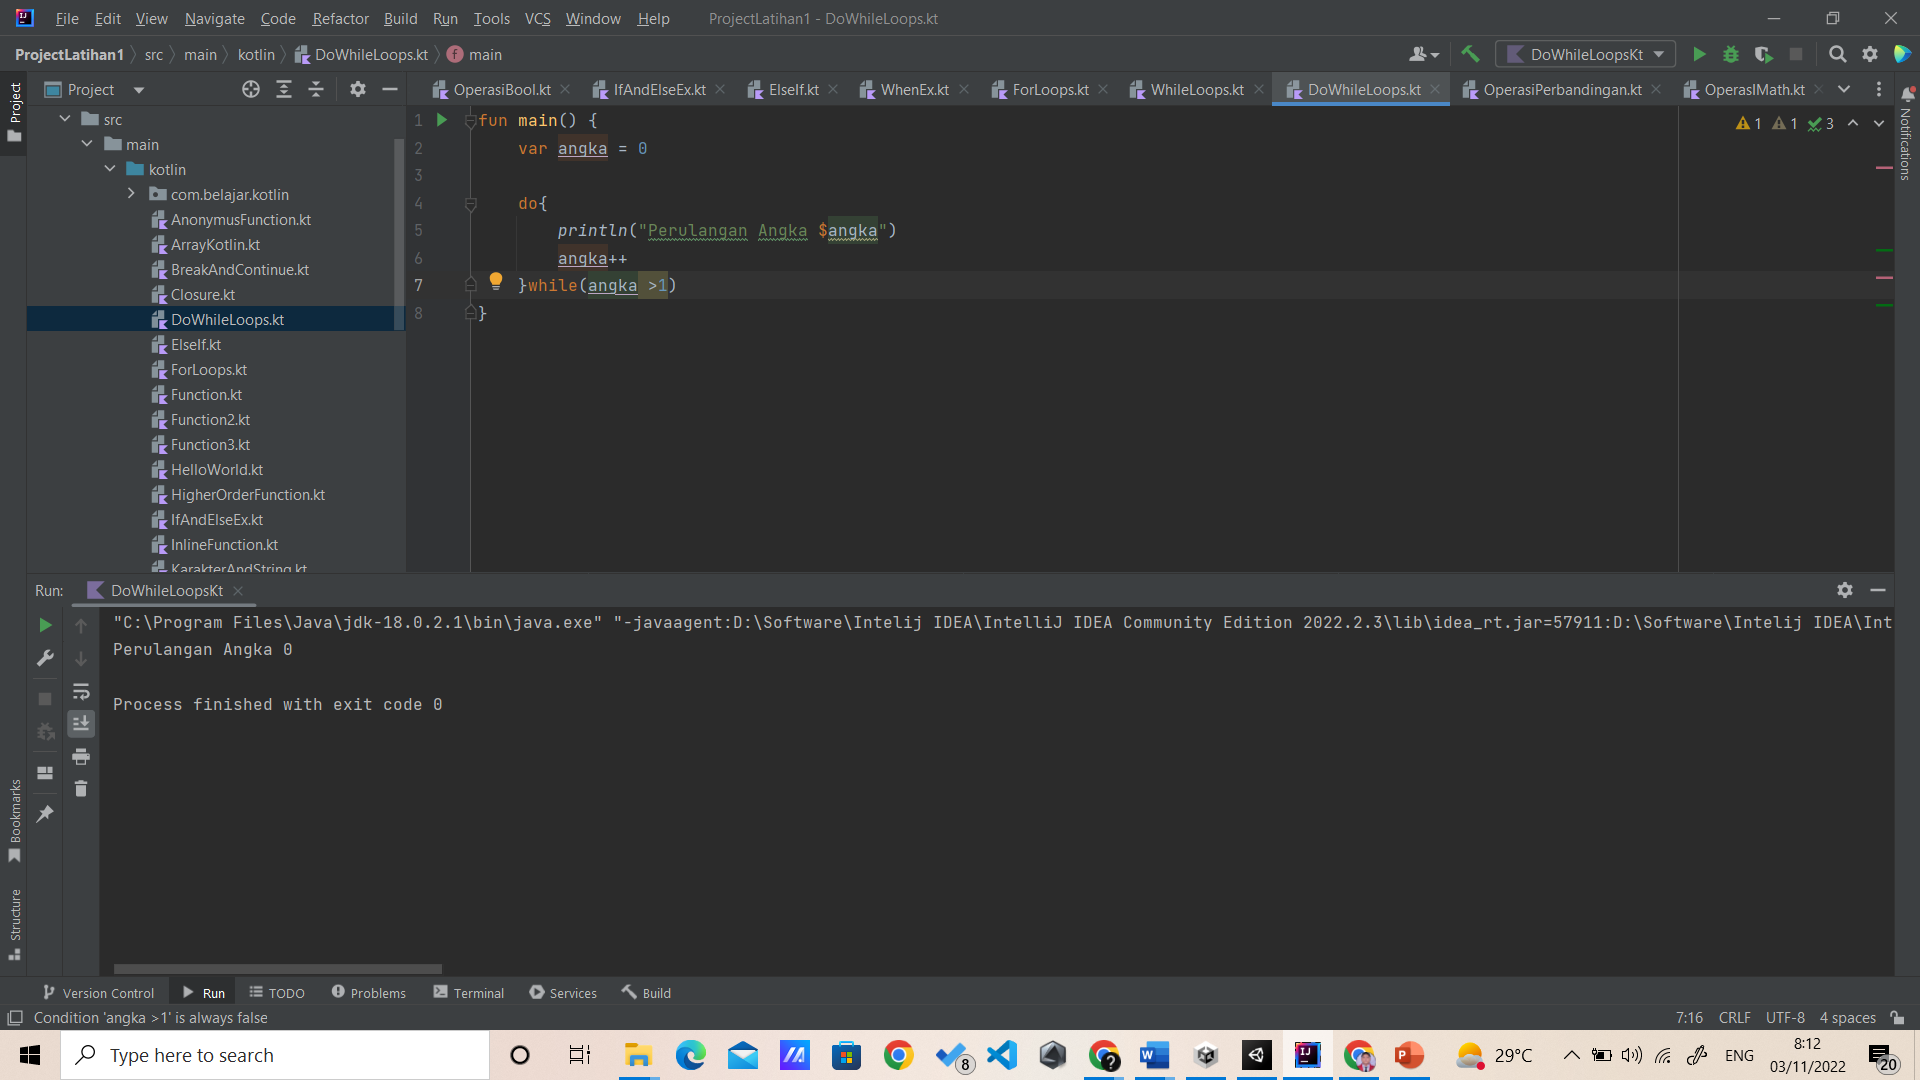 File Edit View Navigate Code Refactor Build Run Tools VCS Window Help ProjectLatihan1 - DoWhileLoops.kt
ProjectLatihan1 src main kotlin DoWhileLoops.kt main DoWhileLoopsKt
Project
Project
OperasiBool.kt IfAndElseEx.kt ElseIf.kt WhenEx.kt ForLoops.kt WhileLoops.kt DoWhileLoops.kt OperasiPerbandingan.kt OperasIMath.kt
Notifications
src
main
kotlin
com.belajar.kotlin
AnonymusFunction.kt
ArrayKotlin.kt
BreakAndContinue.kt
Closure.kt
DoWhileLoops.kt
ElseIf.kt
ForLoops.kt
Function.kt
Function2.kt
Function3.kt
HelloWorld.kt
HigherOrderFunction.kt
IfAndElseEx.kt
InlineFunction.kt
KarakterAndString.kt
1 fun main() {
2 var angka = 0
3
4 do{
5 println("Perulangan Angka $angka")
6 angka++
7 }while(angka >1)
8 }
1 1 3
Run: DoWhileLoopsKt
"C:\Program Files\Java\jdk-18.0.2.1\bin\java.exe" "-javaagent:D:\Software\Intelij IDEA\IntelliJ IDEA Community Edition 2022.2.3\lib\idea_rt.jar=57911:D:\Software\Intelij IDEA\Int
Perulangan Angka 0
Process finished with exit code 0
Bookmarks
Structure
Version Control Run TODO Problems Terminal Services Build
Condition 'angka >1' is always false 7:16 CRLF UTF-8 4 spaces
Type here to search 8 29°C ENG 8:12
03/11/2022 20